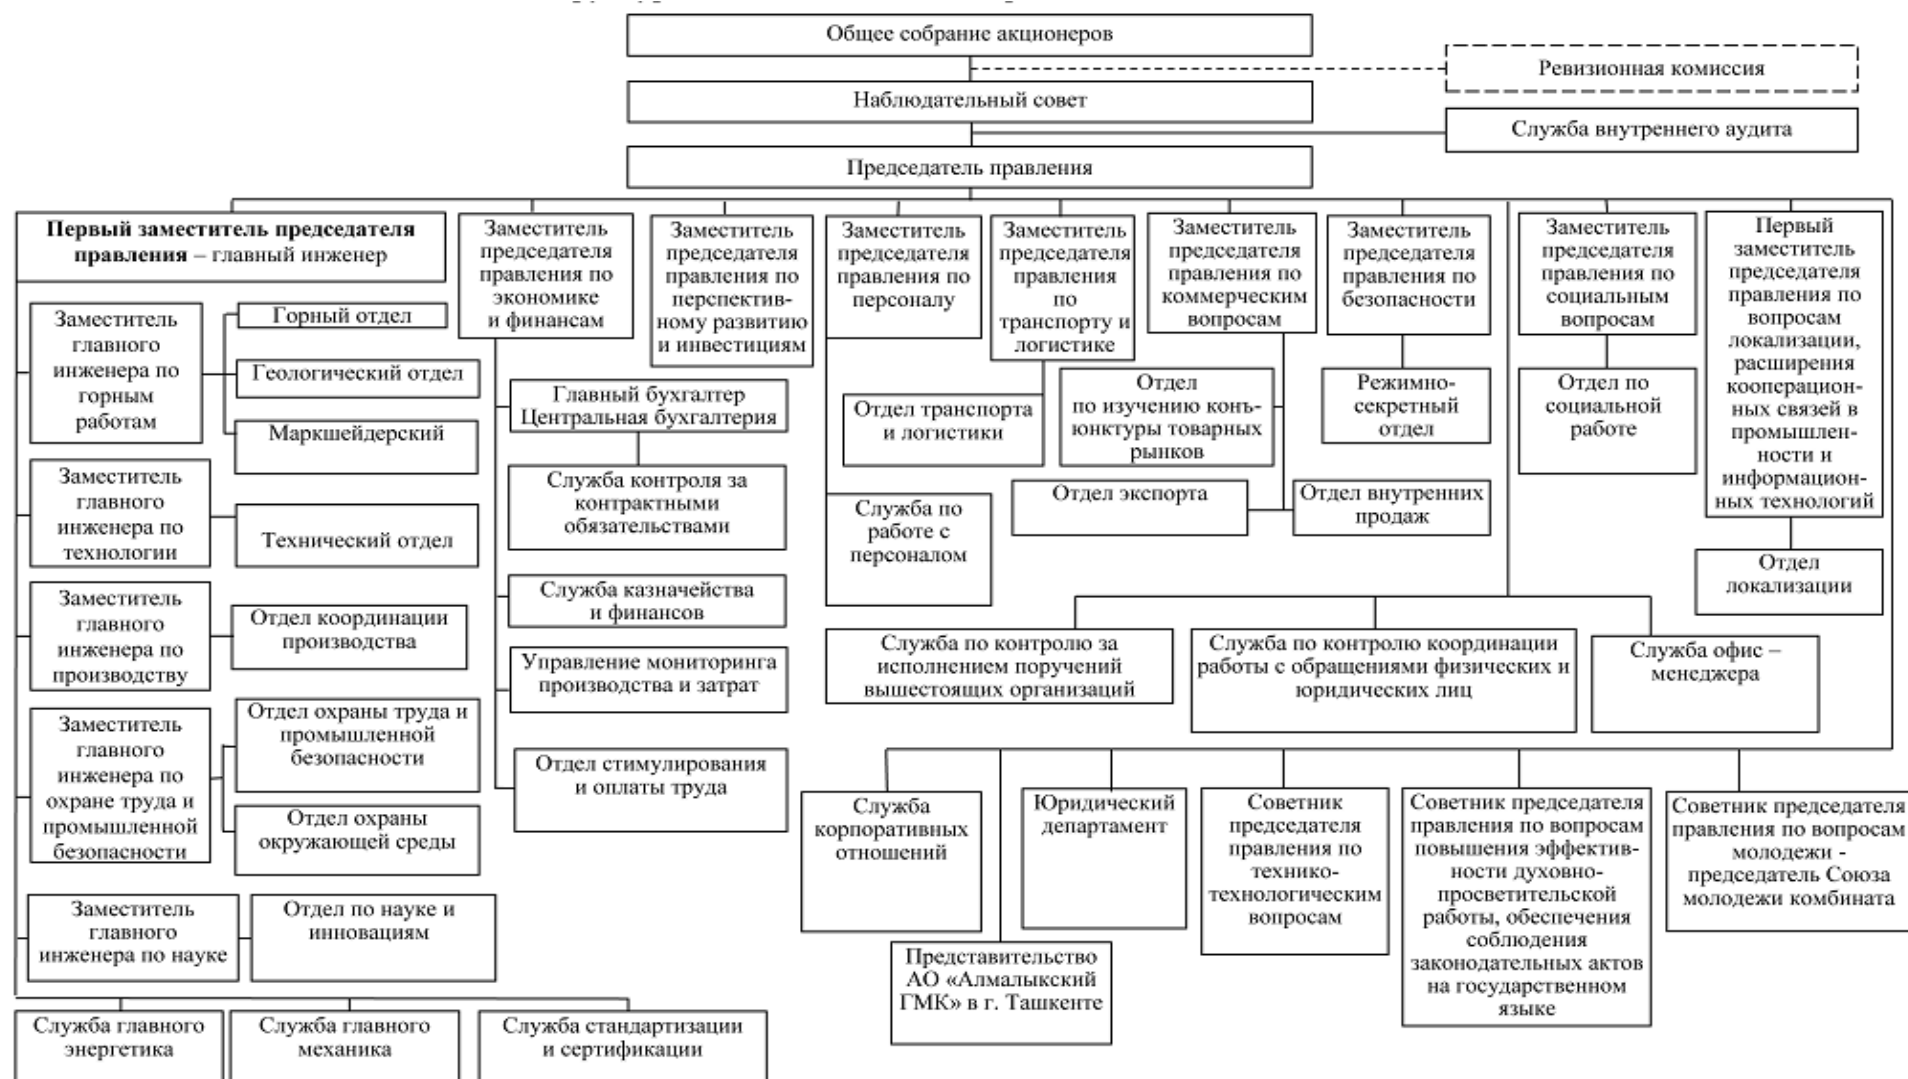 Общее собрание акционеров
Ревизионная комиссия
Наблюдательный совет
Служба внутреннего аудита
Председатель правления
Первый заместитель председателя
правления – главный инженер
Заместитель
главного
инженера по
горным
работам
Горный отдел
Геологический отдел
Маркшейдерский
Заместитель
главного
инженера по
технологии
Технический отдел
Заместитель
главного
инженера по
производству
Отдел координации
производства
Заместитель
главного
инженера по
охране труда и
промышленной
безопасности
Отдел охраны труда и
промышленной
безопасности
Отдел охраны
окружающей среды
Заместитель
главного
инженера по науке
Отдел по науке и
инновациям
Служба главного
энергетика
Служба главного
механика
Служба стандартизации
и сертификации
Заместитель
председателя
правления по
экономике
и финансам
Главный бухгалтер
Центральная бухгалтерия
Служба контроля за
контрактными
обязательствами
Служба казначейства
и финансов
Управление мониторинга
производства и затрат
Отдел стимулирования
и оплаты труда
Заместитель
председателя
правления по
перспектив-
ному развитию
и инвестициям
Заместитель
председателя
правления по
персоналу
Служба по
работе с
персоналом
Заместитель
председателя
правления
по
транспорту и
логистике
Отдел транспорта
и логистики
Заместитель
председателя
правления по
коммерческим
вопросам
Отдел
по изучению конъ-
юнктуры товарных
рынков
Отдел экспорта
Отдел внутренних
продаж
Заместитель
председателя
правления по
безопасности
Режимно-
секретный
отдел
Заместитель
председателя
правления по
социальным
вопросам
Отдел по
социальной
работе
Первый
заместитель
председателя
правления по
вопросам
локализации,
расширения
кооперацион-
ных связей в
промышлен-
ности и
информацион-
ных технологий
Отдел
локализации
Служба по контролю за
исполнением поручений
вышестоящих организаций
Служба по контролю координации
работы с обращениями физических и
юридических лиц
Служба офис –
менеджера
Служба
корпоративных
отношений
Представительство
АО «Алмалыкский
ГМК» в г. Ташкенте
Юридический
департамент
Советник
председателя
правления по
технико-
технологическим
вопросам
Советник председателя
правления по вопросам
повышения эффектив-
ности духовно-
просветительской
работы, обеспечения
соблюдения
законодательных актов
на государственном
языке
Советник председателя
правления по вопросам
молодежи -
председатель Союза
молодежи комбината